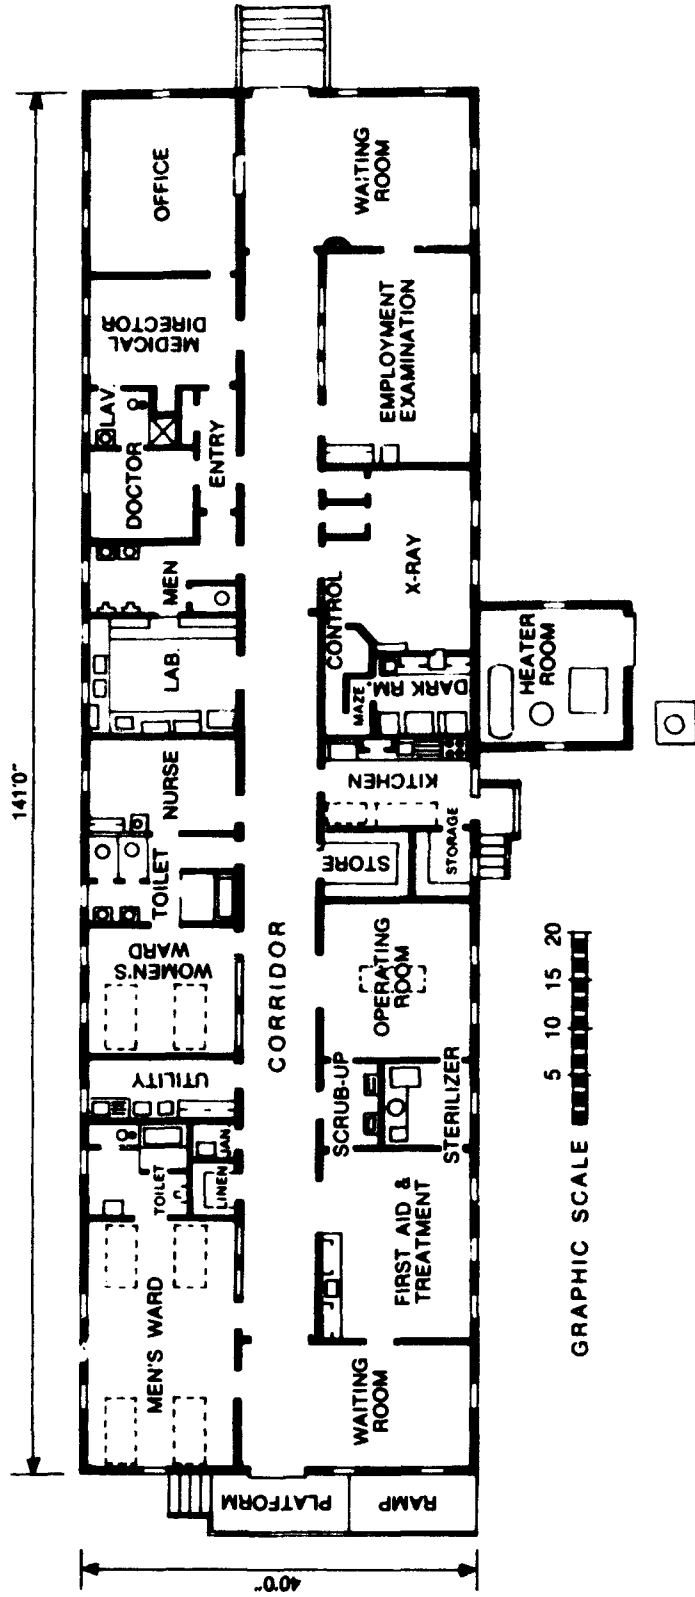 OFFICE
WAITING
ROOM
MEDICAL
DIRECTOR
EMPLOYMENT
EXAMINATION
LAV.
DOCTOR
ENTRY
MEN
X-RAY
CONTROL
LAB.
MAZE
DARK RM.
HEATER
ROOM
141'0"
NURSE
KITCHEN
TOILET
STORE
STORAGE
WOMEN'S
WARD
CORRIDOR
OPERATING
ROOM
UTILITY
SCRUB-UP
STERILIZER
JAN.
LINEN
TOILET
FIRST AID &
TREATMENT
MEN'S WARD
WAITING
ROOM
PLATFORM
RAMP
40'0"
GRAPHIC SCALE
5 10 15 20